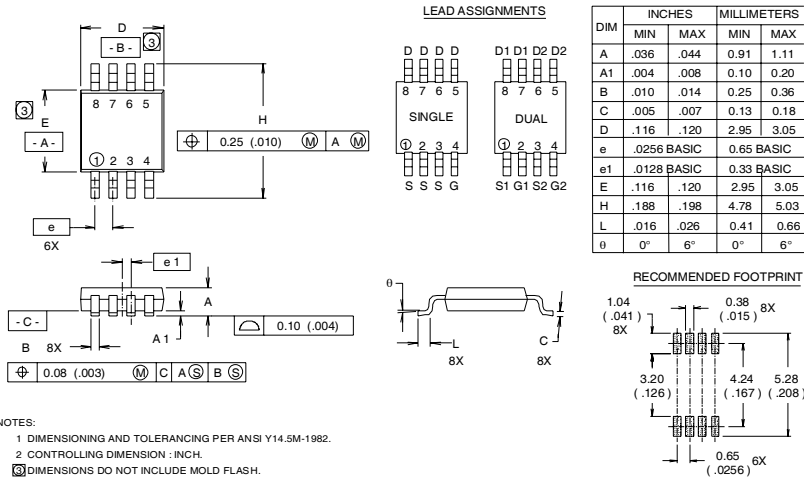 LEAD ASSIGNMENTS
D
- B -
3
8 7 6 5
3
E
- A -
H
1 2 3 4
0.25 (.010) M A M
e
6X
D D D D
8 7 6 5
SINGLE
1 2 3 4
S S S G
D1 D1 D2 D2
8 7 6 5
DUAL
1 2 3 4
S1 G1 S2 G2
DIM INCHES MILLIMETERS
MIN MAX MIN MAX
A .036 .044 0.91 1.11
A1 .004 .008 0.10 0.20
B .010 .014 0.25 0.36
C .005 .007 0.13 0.18
D .116 .120 2.95 3.05
e .0256 BASIC 0.65 BASIC
e1 .0128 BASIC 0.33 BASIC
E .116 .120 2.95 3.05
H .188 .198 4.78 5.03
L .016 .026 0.41 0.66
θ 0° 6° 0° 6°
e 1
A
- C -
B 8X
A 1
0.10 (.004)
0.08 (.003) M C A S B S
θ
L
8X
C
8X
RECOMMENDED FOOTPRINT
1.04
( .041 )
8X
0.38
( .015 )
8X
3.20
( .126 )
4.24
( .167 )
5.28
( .208 )
0.65
( .0256 )
6X
NOTES:
1 DIMENSIONING AND TOLERANCING PER ANSI Y14.5M-1982.
2 CONTROLLING DIMENSION : INCH.
3 DIMENSIONS DO NOT INCLUDE MOLD FLASH.